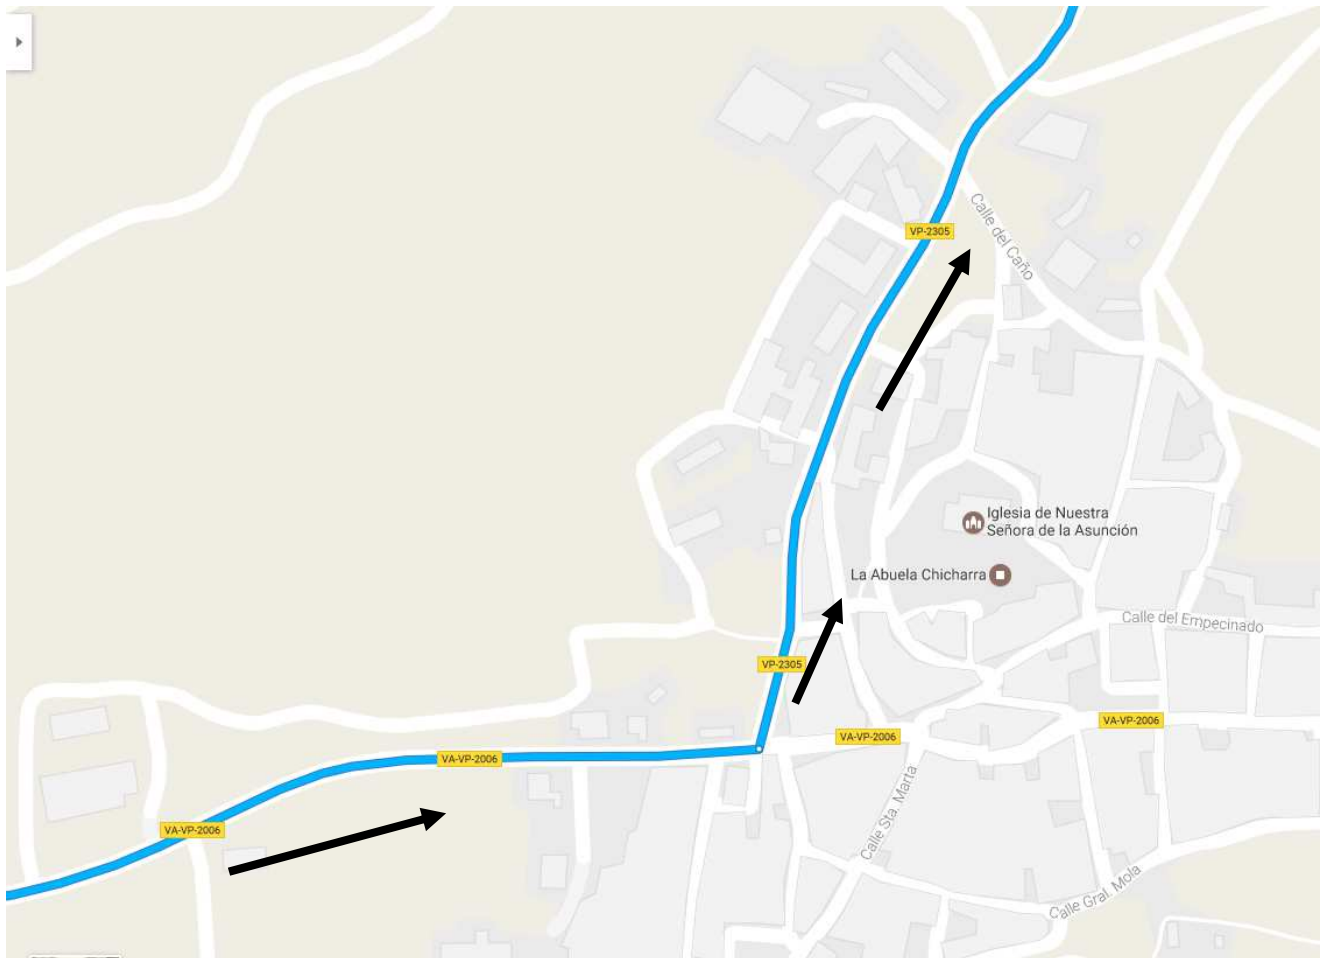 VP-2305
Calle del Caño
Iglesia de Nuestra
Señora de la Asunción
La Abuela Chicharra
Calle del Empecinado
VP-2305
VA-VP-2006
VA-VP-2006
VA-VP-2006
Calle Sta. Marta
VA-VP-2006
Calle Gral. Mola